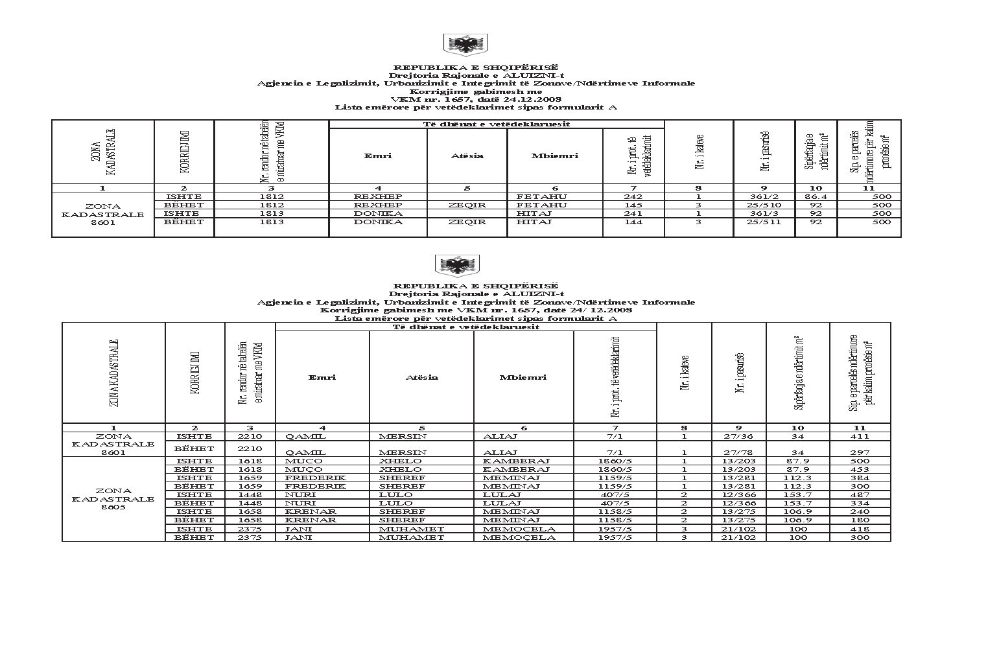 REPUBLIKA E SHQIPËRISË
Drejtoria Rajonale e ALUIZNI-t
Agjencia e Legalizimit, Urbanizimit e Integrimit të Zonave/Ndërtimeve Informale
Korrigjime gabimesh me
VKM nr. 1657, datë 24.12.2008
Lista emërore për vetëdeklarimet sipas formularit A
ZONA KADASTRALE KORRIGJIMI Nr. rendor në tabelën e miratuar me VKM Të dhënat e vetëdeklaruesit Nr. i kateve Nr. i pasurisë Sipërfaqja e ndërtimit m² Sip. e parcelës ndërtimore për kalim pronësie m²
Emri Atësia Mbiemri Nr. i prot. të vetëdeklarimit
1 2 3 4 5 6 7 8 9 10 11
ZONA KADASTRALE 8601
ISHTE 1812 REXHEP FETAHU 242 1 361/2 86.4 500
BËHET 1812 REXHEP ZEQIR FETAHU 145 3 25/510 92 500
ISHTE 1813 DONIKA HITAJ 241 1 361/3 92 500
BËHET 1813 DONIKA ZEQIR HITAJ 144 3 25/511 92 500
REPUBLIKA E SHQIPËRISË
Drejtoria Rajonale e ALUIZNI-t
Agjencia e Legalizimit, Urbanizimit e Integrimit të Zonave/Ndërtimeve Informale
Korrigjime gabimesh me VKM nr. 1657, datë 24/ 12.2008
Lista emërore për vetëdeklarimet sipas formularit A
ZONA KADASTRALE KORRIGJIMI Nr. rendor në tabelën e miratuar me VKM Të dhënat e vetëdeklaruesit Nr. i kateve Nr. i pasurisë Sipërfaqja e ndërtimit m² Sip. e parcelës ndërtimore për kalim pronësie m²
Emri Atësia Mbiemri Nr. i prot. të vetëdeklarimit
1 2 3 4 5 6 7 8 9 10 11
ZONA KADASTRALE 8601
ISHTE 2210 QAMIL MERSIN ALIAJ 7/1 1 27/36 34 411
BËHET 2210 QAMIL MERSIN ALIAJ 7/1 1 27/78 34 297
ZONA KADASTRALE 8605
ISHTE 1618 MUÇO XHELO KAMBERAJ 1860/5 1 13/203 87.9 500
BËHET 1618 MUÇO XHELO KAMBERAJ 1860/5 1 13/203 87.9 453
ISHTE 1659 FREDERIK SHEREF MEMINAJ 1159/5 1 13/281 112.3 384
BËHET 1659 FREDERIK SHEREF MEMINAJ 1159/5 1 13/281 112.3 300
ISHTE 1448 NURI LULO LULAJ 407/5 2 12/366 153.7 487
BËHET 1448 NURI LULO LULAJ 407/5 2 12/366 153.7 334
ISHTE 1658 KRENAR SHEREF MEMINAJ 1158/5 2 13/275 106.9 240
BËHET 1658 KRENAR SHEREF MEMINAJ 1158/5 2 13/275 106.9 180
ISHTE 2375 JANI MUHAMET MEMOÇELA 1957/5 3 21/102 100 418
BËHET 2375 JANI MUHAMET MEMOÇELA 1957/5 3 21/102 100 300